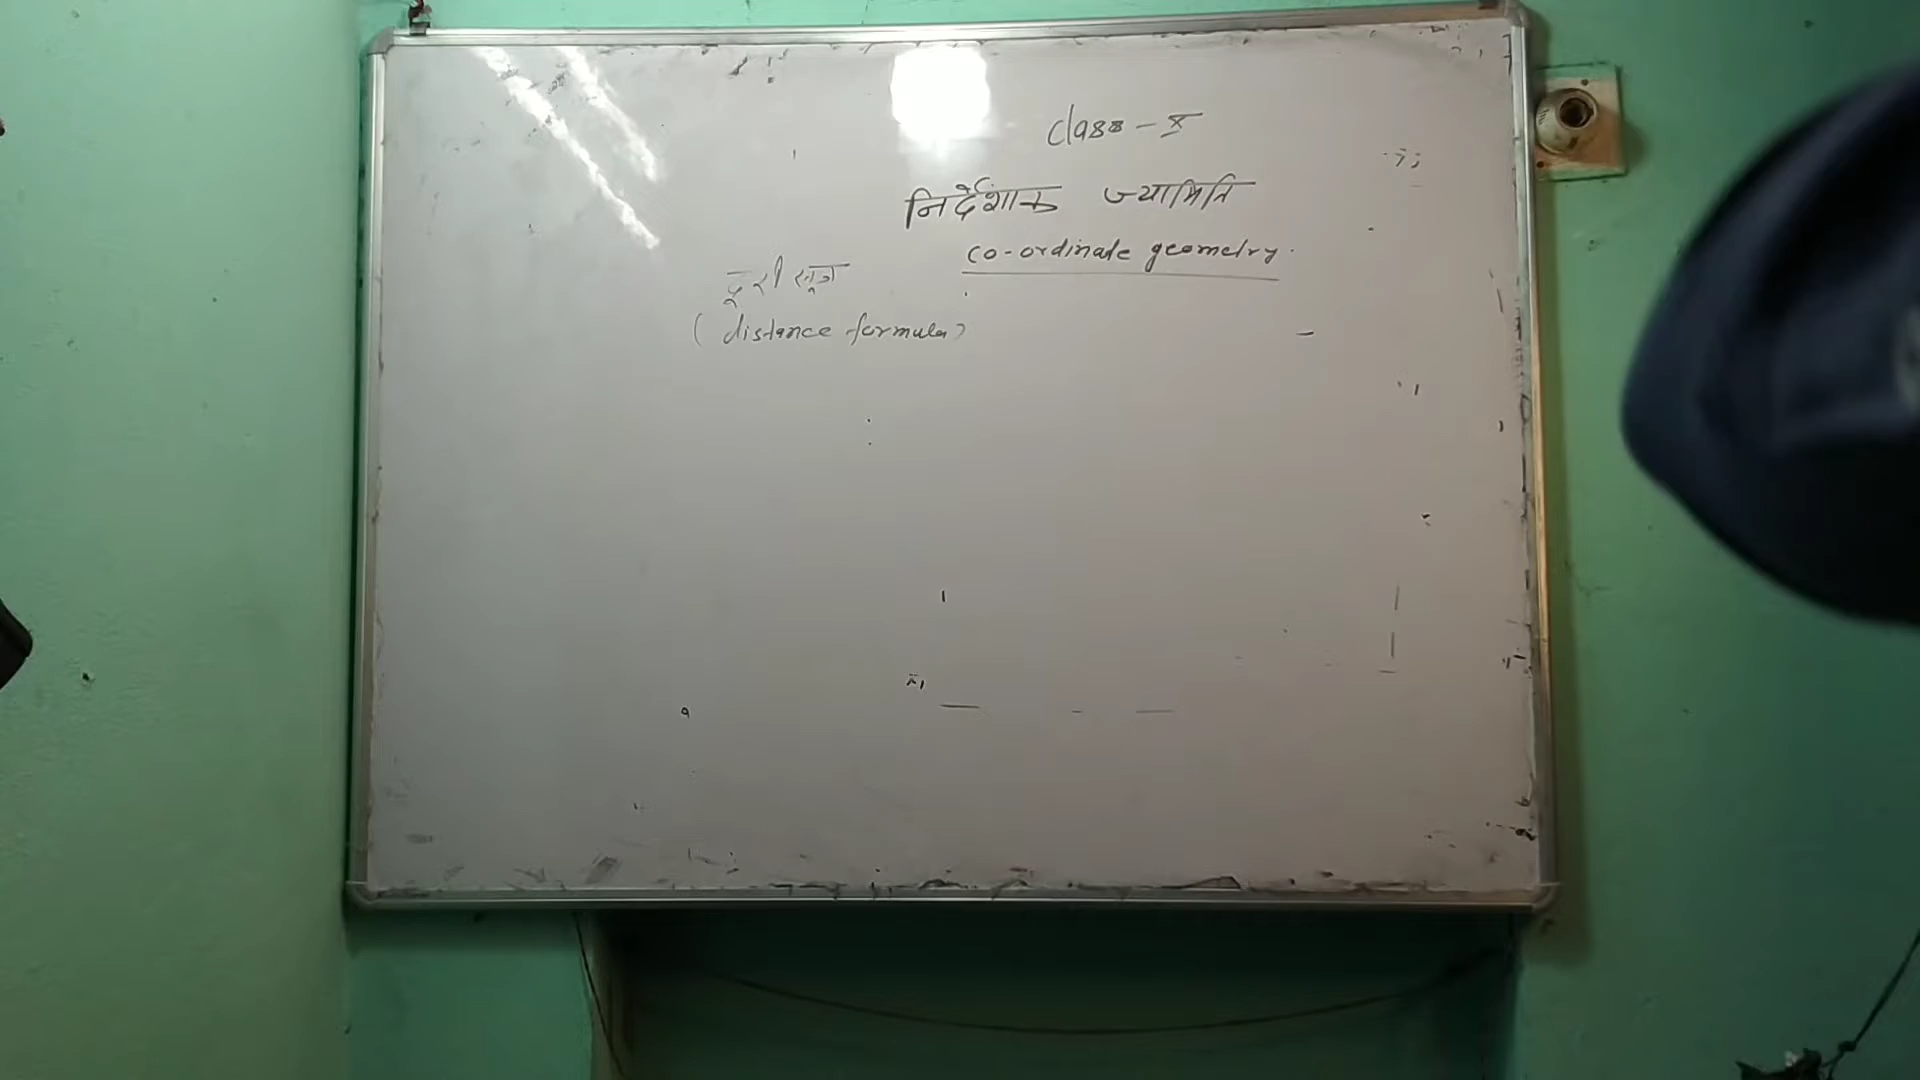 Class - X
निर्देशांक ज्यामिति
co-ordinate geometry.
दूरी सूत्र
( distance formula)